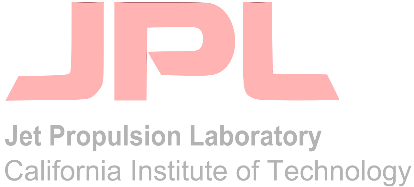 JPL
Jet Propulsion Laboratory
California Institute of Technology